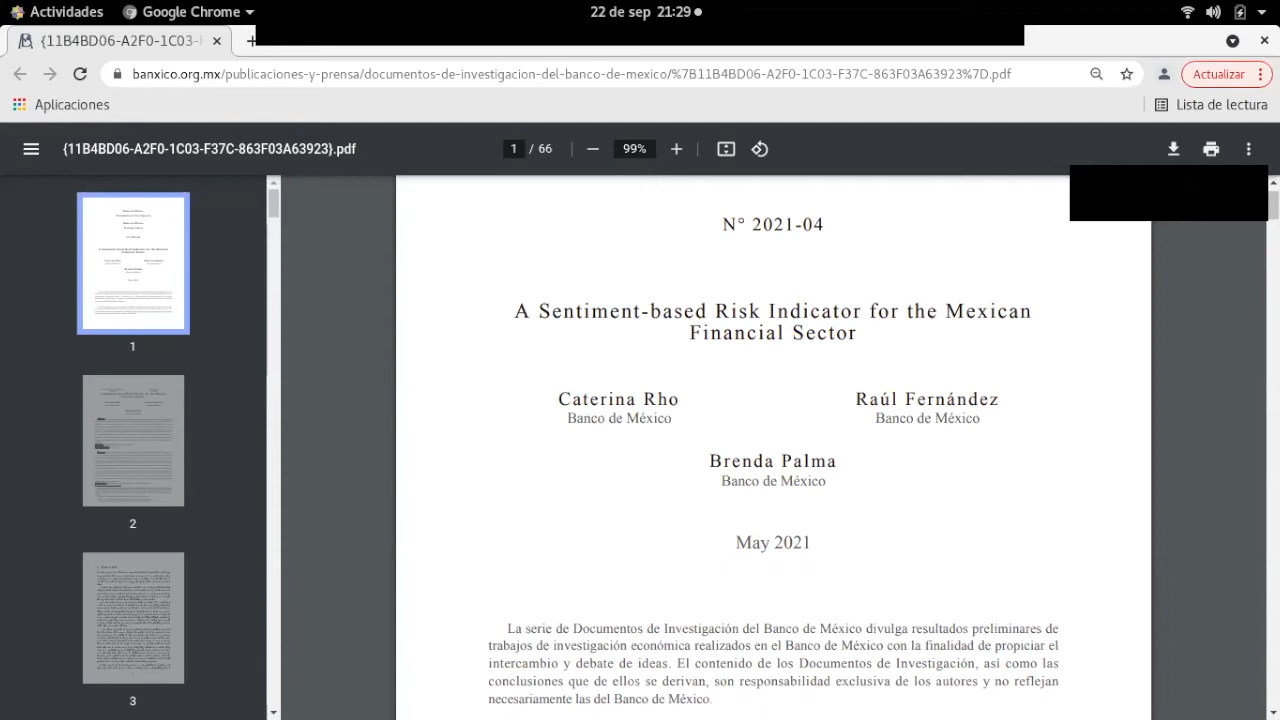 Actividades
Google Chrome
22 de sep 21:29
{11B4BD06-A2F0-1C03-F
banxico.org.mx/publicaciones-y-prensa/documentos-de-investigacion-del-banco-de-mexico/%7B11B4BD06-A2F0-1C03-F37C-863F03A63923%7D.pdf
Actualizar
Aplicaciones
Lista de lectura
{11B4BD06-A2F0-1C03-F37C-863F03A63923}.pdf
1 / 66
99%
1
2
3
N° 2021-04
A Sentiment-based Risk Indicator for the Mexican
Financial Sector
Caterina Rho
Banco de México
Raúl Fernández
Banco de México
Brenda Palma
Banco de México
May 2021
La serie de Documentos de Investigación del Banco de México divulga resultados preliminares de
trabajos de investigación económica realizados en el Banco de México con la finalidad de propiciar el
intercambio y debate de ideas. El contenido de los Documentos de Investigación, así como las
conclusiones que de ellos se derivan, son responsabilidad exclusiva de los autores y no reflejan
necesariamente las del Banco de México.